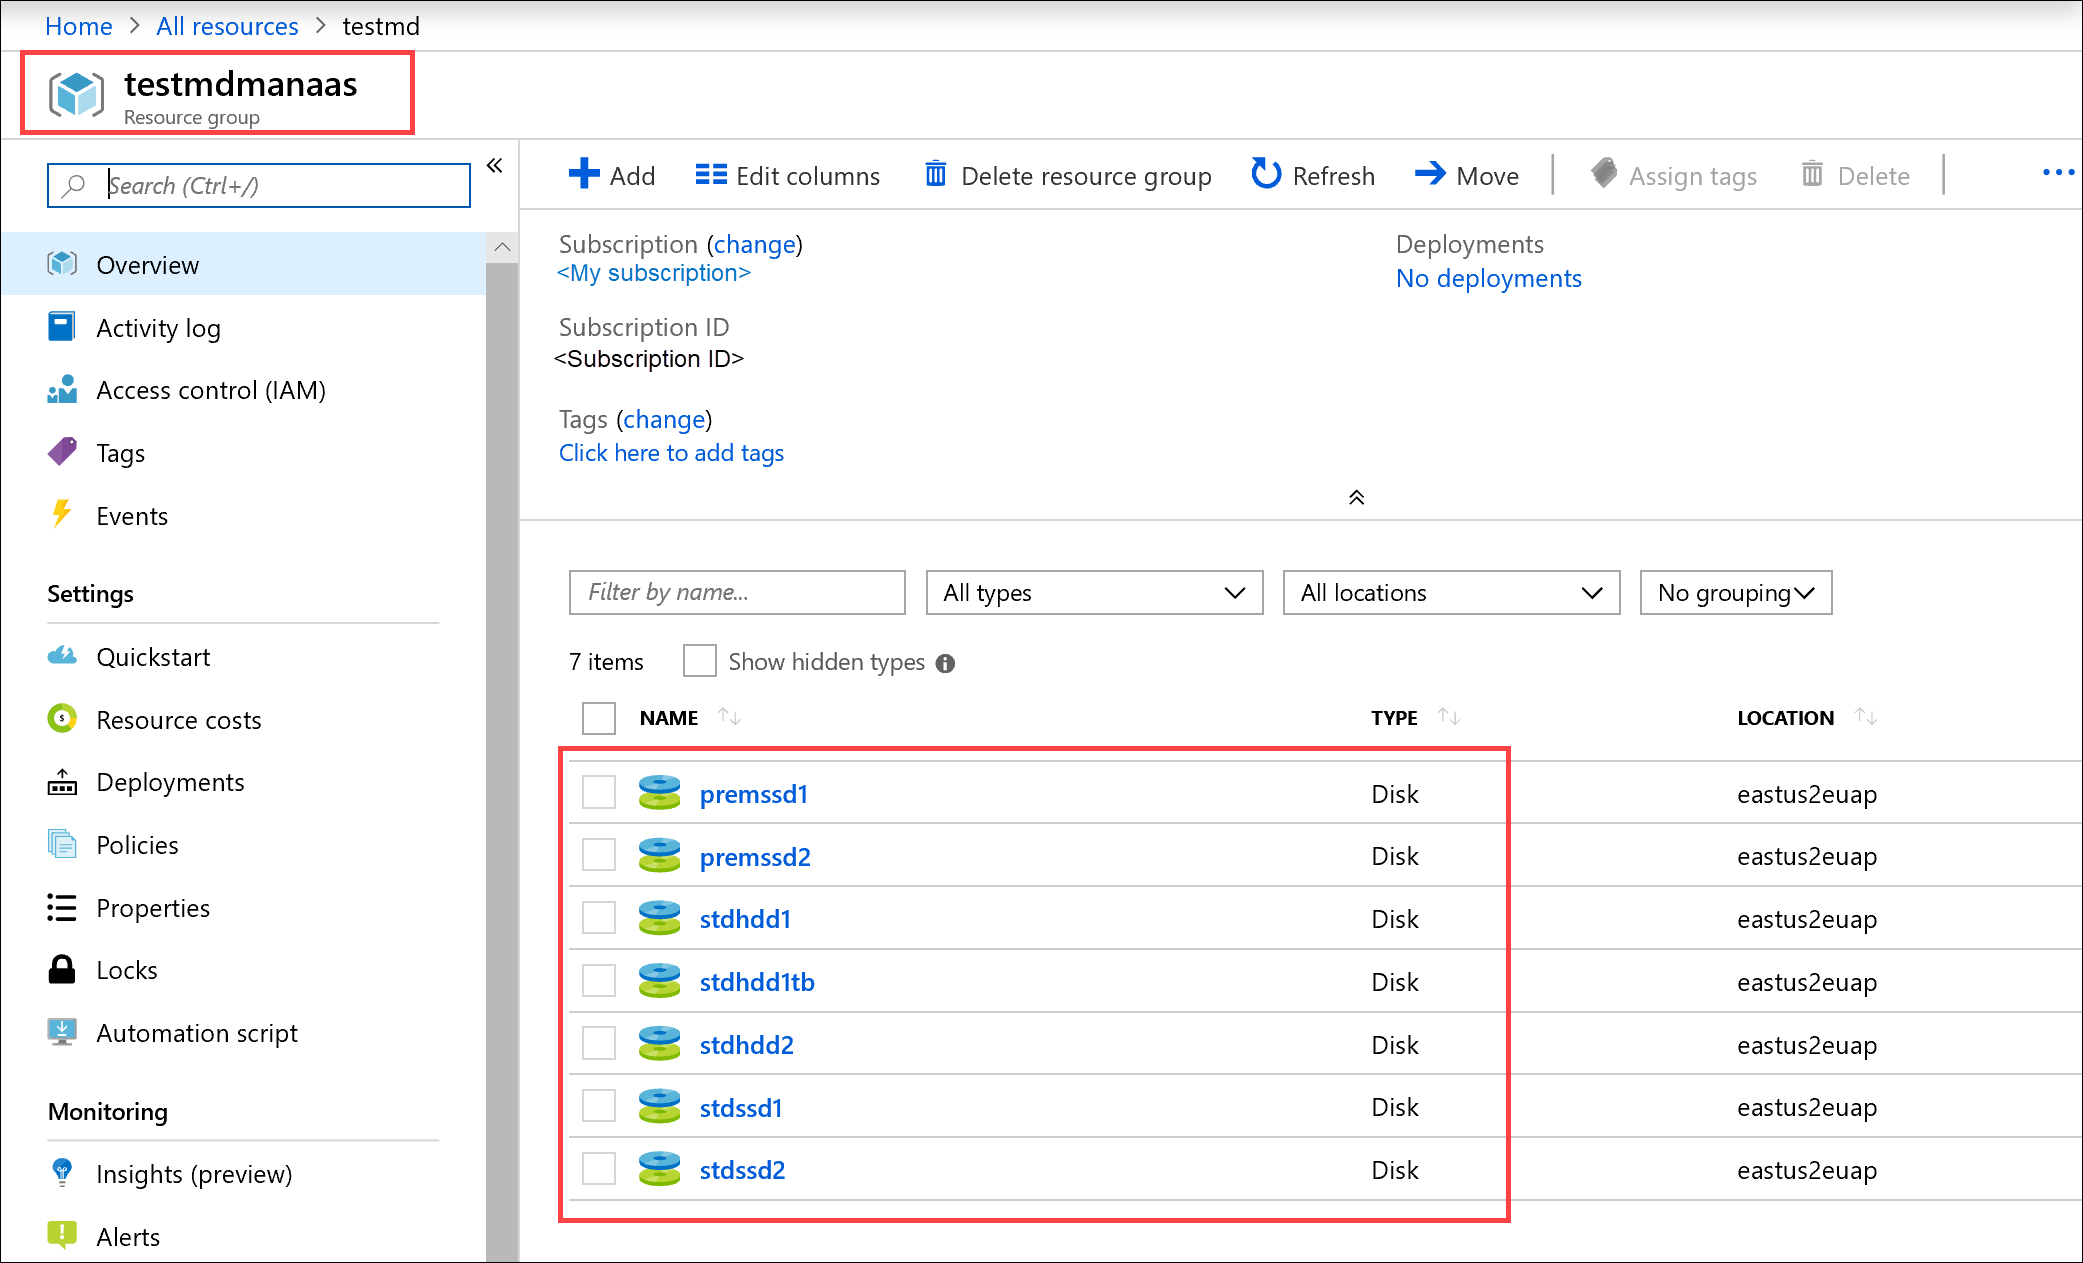 Home > All resources > testmd
testmdmanaas
Resource group
Search (Ctrl+/)
Overview
Activity log
Access control (IAM)
Tags
Events
Settings
Quickstart
Resource costs
Deployments
Policies
Properties
Locks
Automation script
Monitoring
Insights (preview)
Alerts
Add Edit columns Delete resource group Refresh Move Assign tags Delete
Subscription (change)
<My subscription>
Subscription ID
<Subscription ID>
Tags (change)
Click here to add tags
Deployments
No deployments
Filter by name... All types All locations No grouping
7 items Show hidden types
NAME TYPE LOCATION
premssd1 Disk eastus2euap
premssd2 Disk eastus2euap
stdhdd1 Disk eastus2euap
stdhdd1tb Disk eastus2euap
stdhdd2 Disk eastus2euap
stdssd1 Disk eastus2euap
stdssd2 Disk eastus2euap